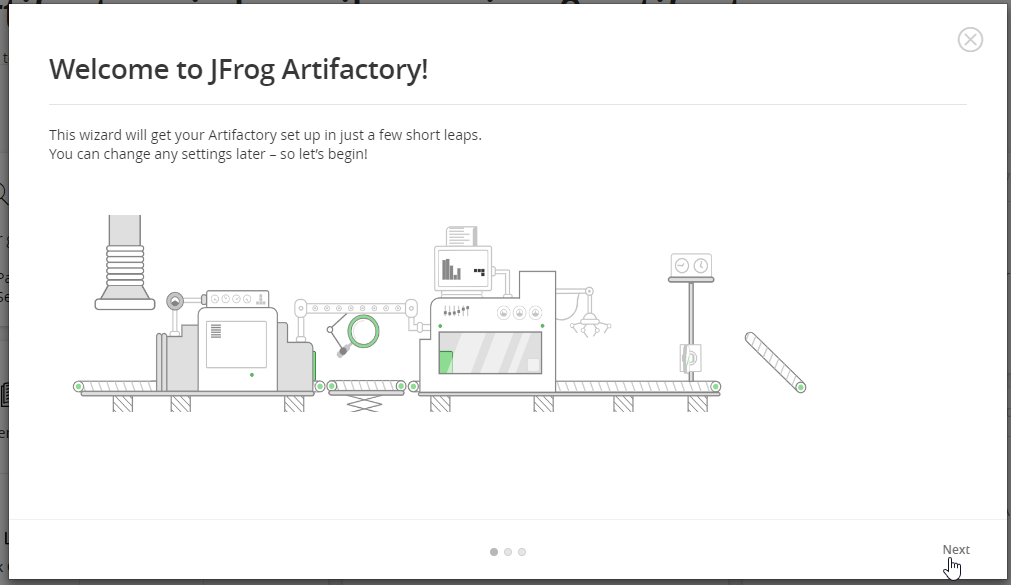 Welcome to JFrog Artifactory!
This wizard will get your Artifactory set up in just a few short leaps.
You can change any settings later – so let's begin!
Next